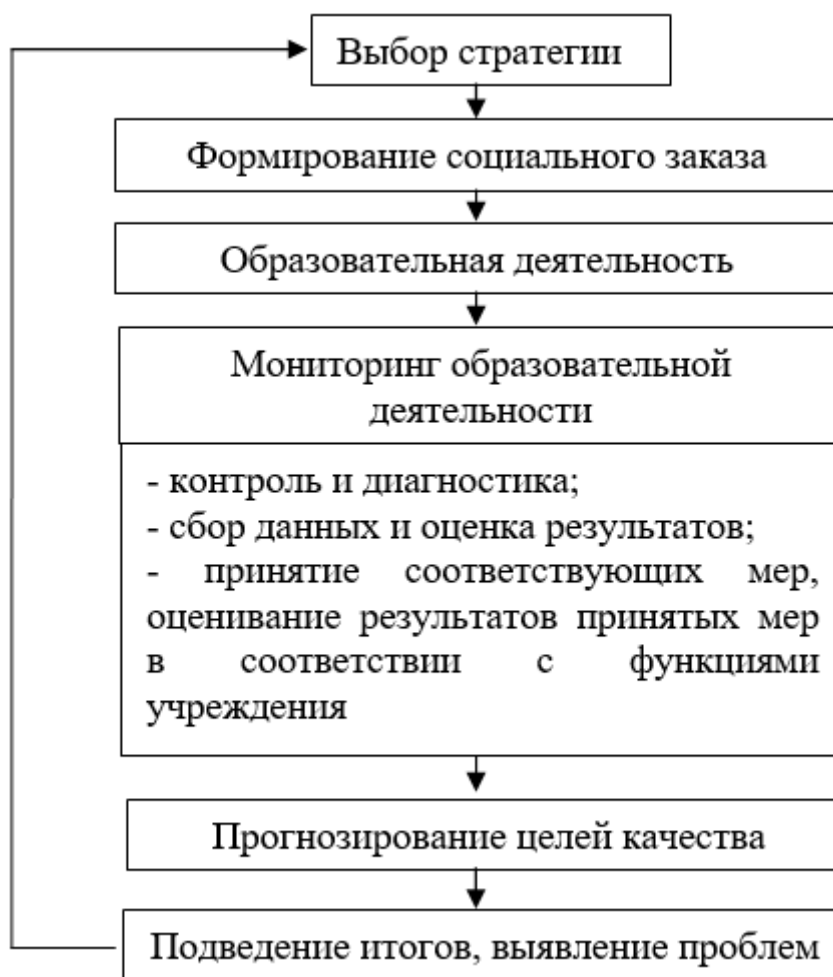 Выбор стратегии
Формирование социального заказа
Образовательная деятельность
Мониторинг образовательной
деятельности
- контроль и диагностика;
- сбор данных и оценка результатов;
- принятие соответствующих мер,
оценивание результатов принятых мер
в соответствии с функциями
учреждения
Прогнозирование целей качества
Подведение итогов, выявление проблем